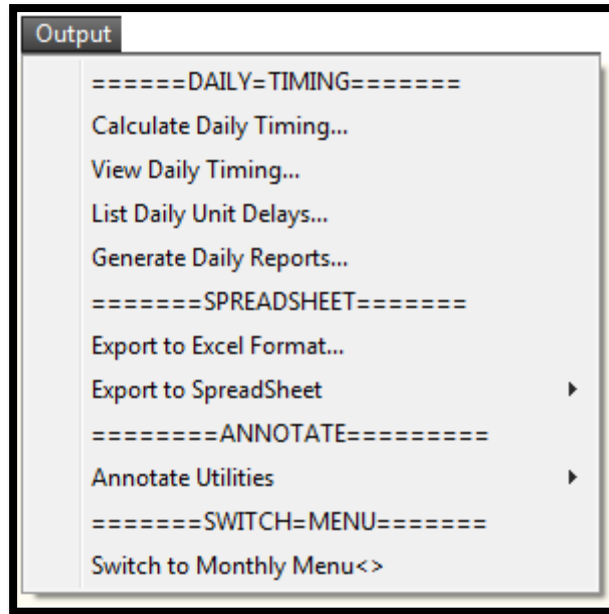 Output
======DAILY=TIMING=======
Calculate Daily Timing...
View Daily Timing...
List Daily Unit Delays...
Generate Daily Reports...
=======SPREADSHEET=======
Export to Excel Format...
Export to SpreadSheet
========ANNOTATE=========
Annotate Utilities
=======SWITCH=MENU=======
Switch to Monthly Menu<>